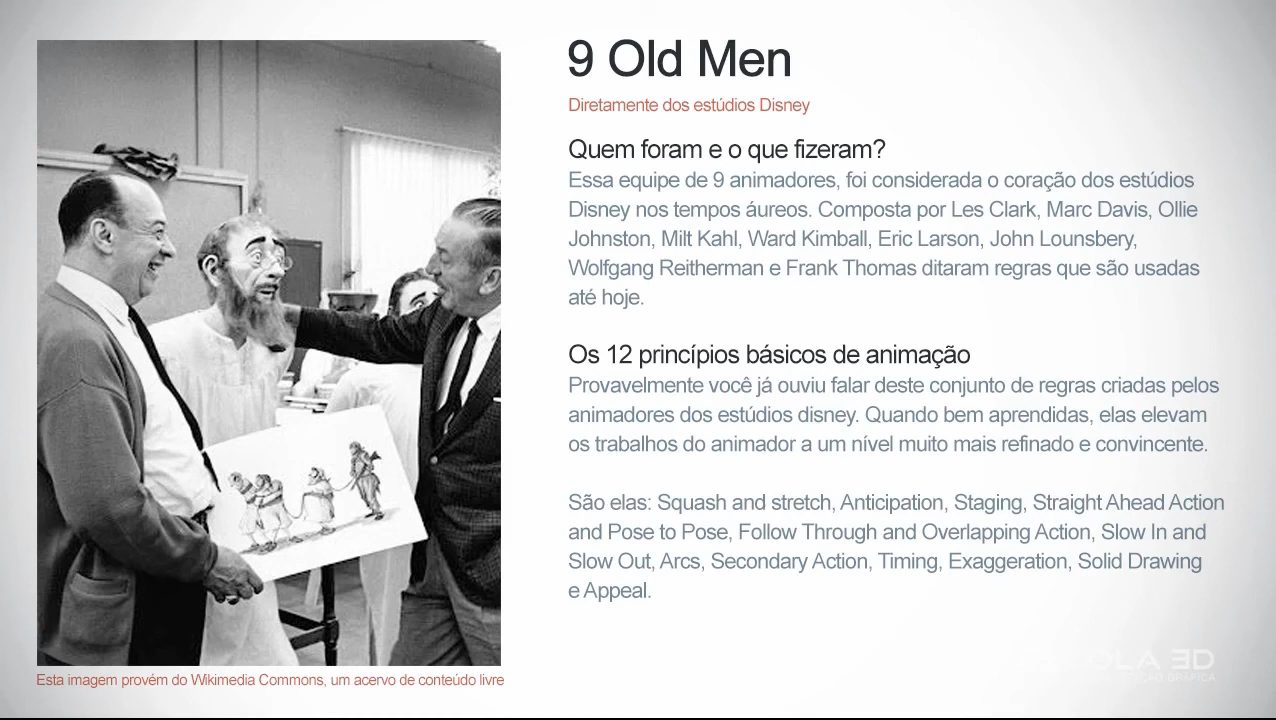 9 Old Men
Diretamente dos estúdios Disney
Quem foram e o que fizeram?
Essa equipe de 9 animadores, foi considerada o coração dos estúdios
Disney nos tempos áureos. Composta por Les Clark, Marc Davis, Ollie
Johnston, Milt Kahl, Ward Kimball, Eric Larson, John Lounsbery,
Wolfgang Reitherman e Frank Thomas ditaram regras que são usadas
até hoje.
Os 12 princípios básicos de animação
Provavelmente você já ouviu falar deste conjunto de regras criadas pelos
animadores dos estúdios disney. Quando bem aprendidas, elas elevam
os trabalhos do animador a um nível muito mais refinado e convincente.
São elas: Squash and stretch, Anticipation, Staging, Straight Ahead Action
and Pose to Pose, Follow Through and Overlapping Action, Slow In and
Slow Out, Arcs, Secondary Action, Timing, Exaggeration, Solid Drawing
e Appeal.
Esta imagem provém do Wikimedia Commons, um acervo de conteúdo livre
3D
GRÁFICA